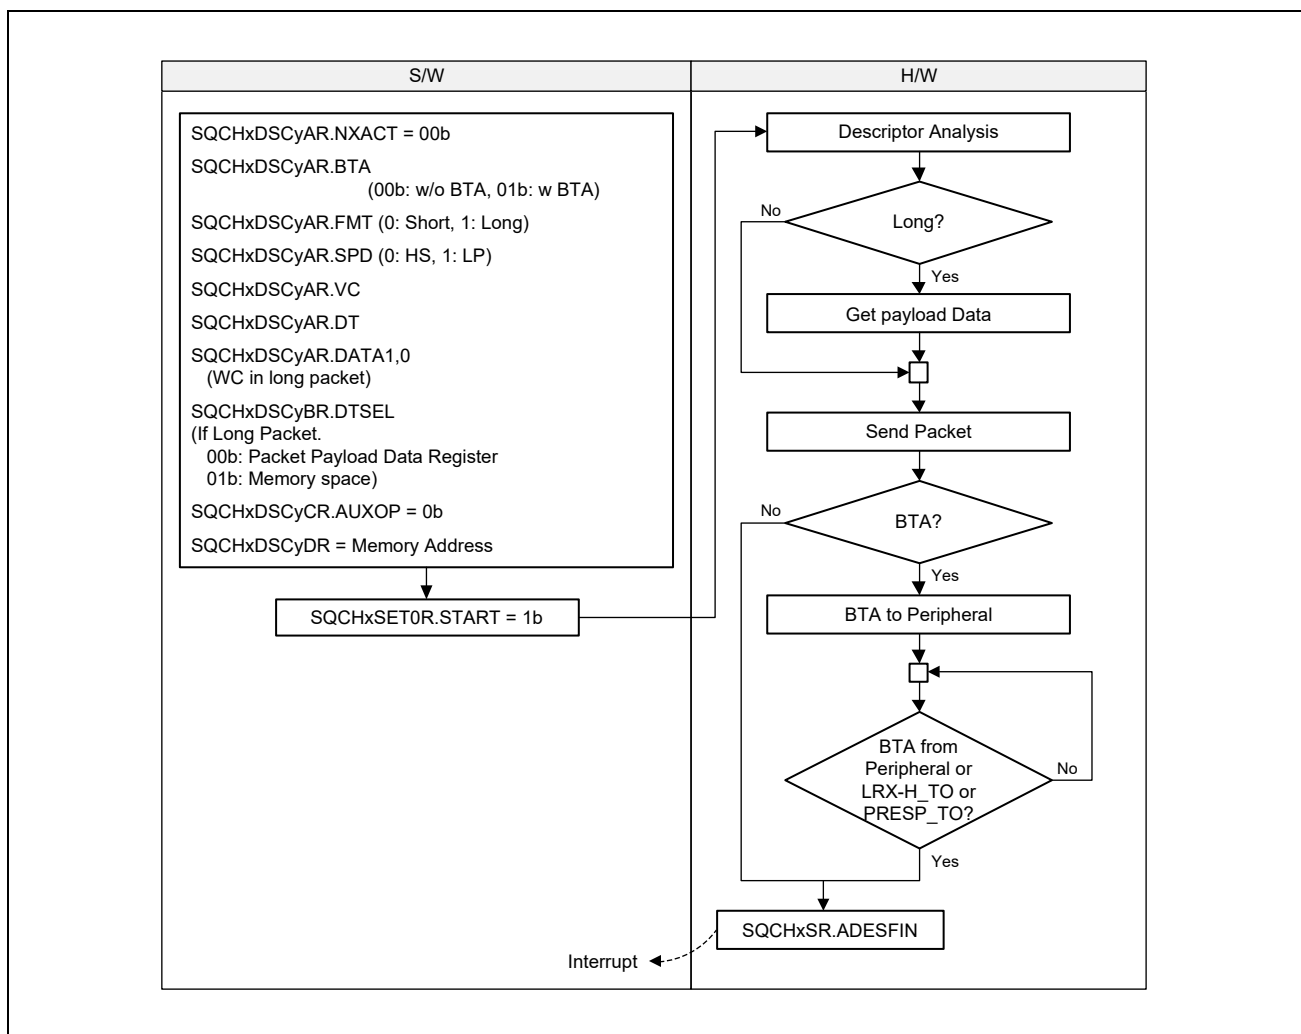 S/W
H/W
SQCHxDSCyAR.NXACT = 00b
SQCHxDSCyAR.BTA
(00b: w/o BTA, 01b: w BTA)
SQCHxDSCyAR.FMT (0: Short, 1: Long)
SQCHxDSCyAR.SPD (0: HS, 1: LP)
SQCHxDSCyAR.VC
SQCHxDSCyAR.DT
SQCHxDSCyAR.DATA1,0
(WC in long packet)
SQCHxDSCyBR.DTSEL
(If Long Packet.
00b: Packet Payload Data Register
01b: Memory space)
SQCHxDSCyCR.AUXOP = 0b
SQCHxDSCyDR = Memory Address
SQCHxSET0R.START = 1b
Descriptor Analysis
No
Long?
Yes
Get payload Data
Send Packet
No
BTA?
Yes
BTA to Peripheral
BTA from
Peripheral or
LRX-H_TO or
PRESP_TO?
No
Yes
SQCHxSR.ADESFIN
Interrupt